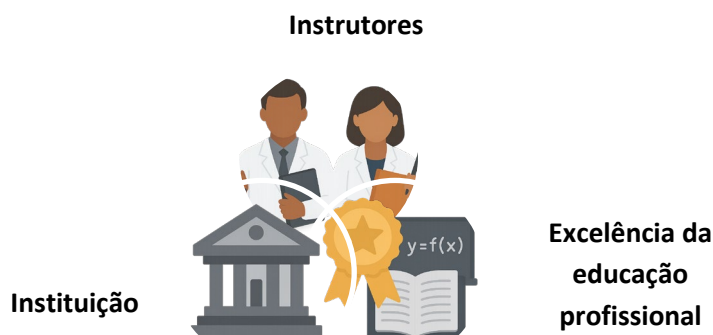 Instrutores
y=f(x)
Excelência da
educação
profissional
Instituição